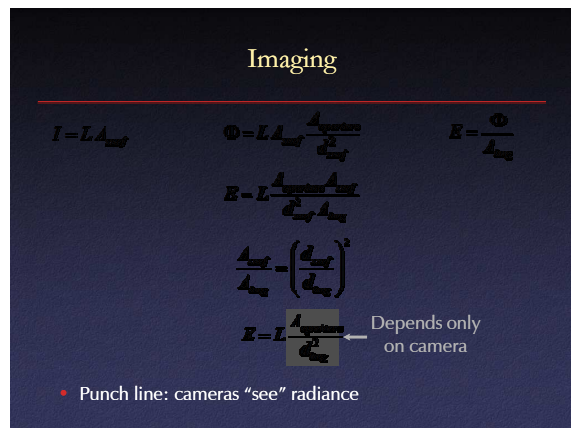 Imaging
I = L A_surf    Φ = L A_surf A_aperture / d²_surf    E = Φ / A_img
E = L A_aperture A_surf / d²_surf A_img
A_surf / A_img = (d_surf / d_img)²
E = L A_aperture / d²_img
Depends only
on camera
• Punch line: cameras “see” radiance